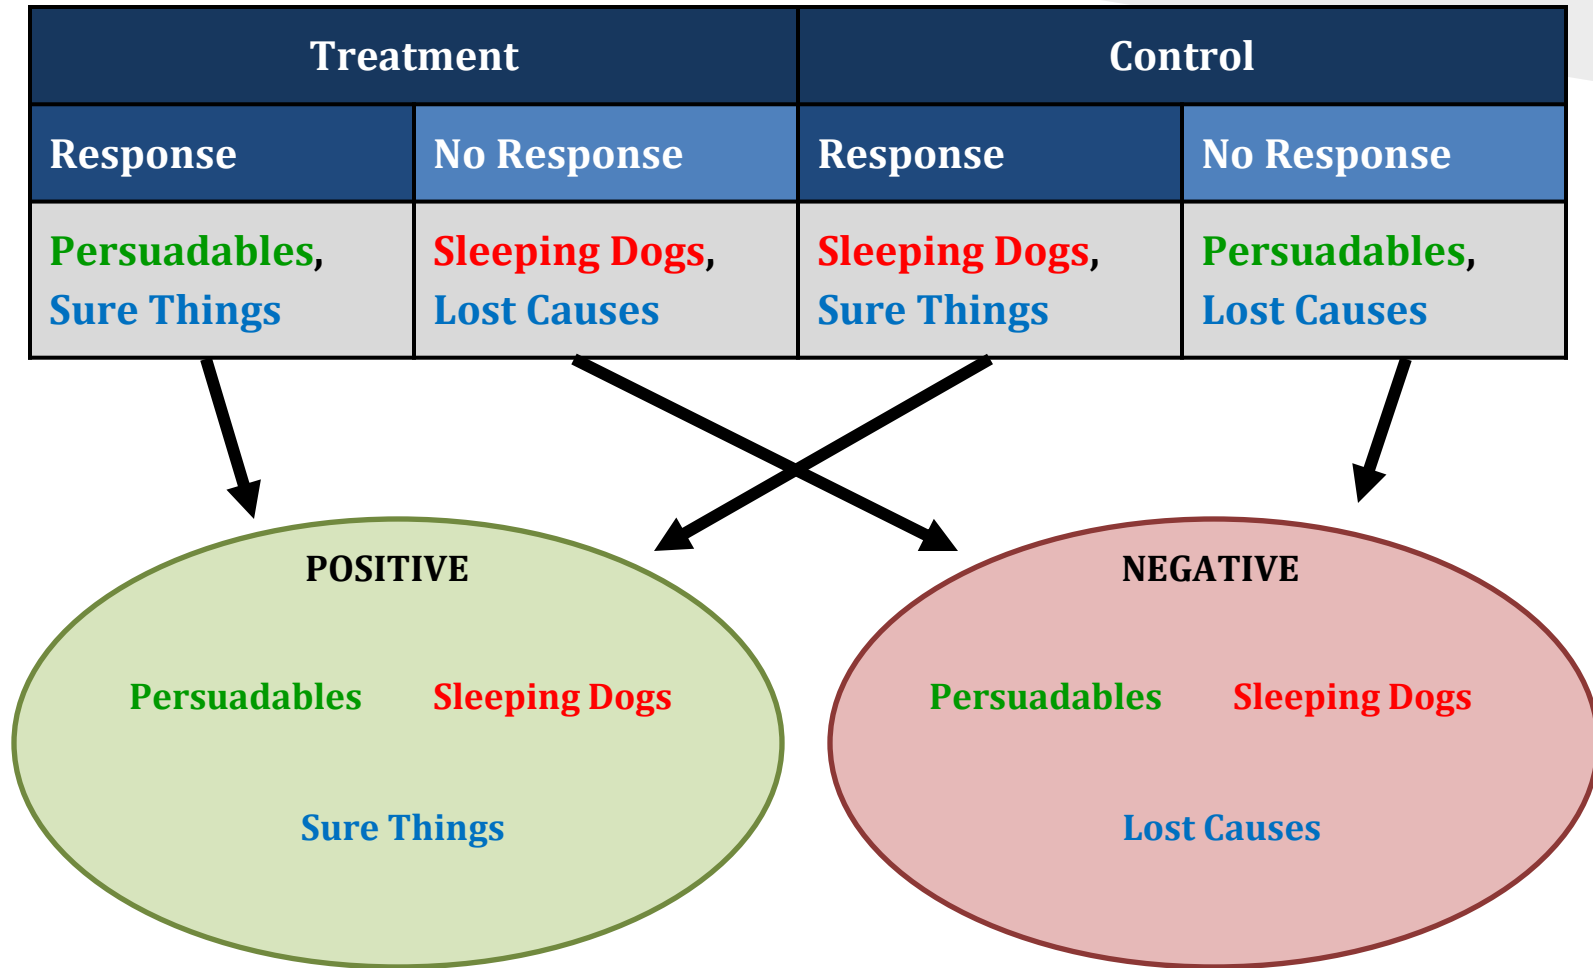 Treatment Control
Response No Response Response No Response
Persuadables, Sleeping Dogs, Sleeping Dogs, Persuadables,
Sure Things Lost Causes Sure Things Lost Causes
POSITIVE NEGATIVE
Persuadables Sleeping Dogs Persuadables Sleeping Dogs
Sure Things Lost Causes